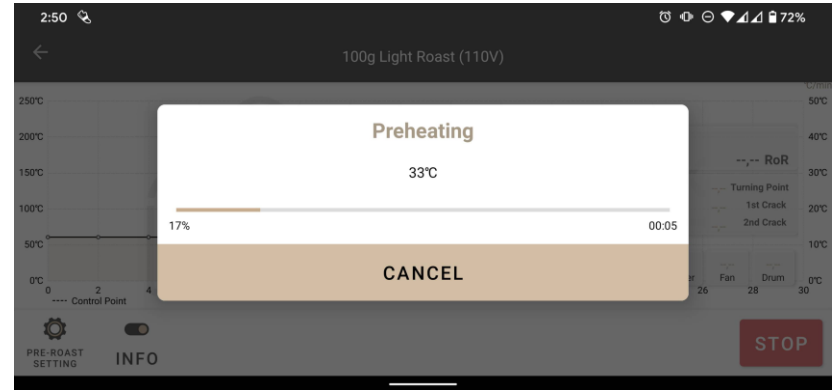 2:50
72%
100g Light Roast (110V)
℃/min
250℃
50℃
Preheating
200℃
40℃
33℃
--,-- RoR
150℃
30℃
--,-- Turning Point
100℃
--,-- 1st Crack
20℃
17%
00:05
--,-- 2nd Crack
50℃
10℃
CANCEL
--,--
--,--
Fan
Drum
0℃
0℃
0
2
4
26
28
30
---- Control Point
PRE-ROAST
SETTING
INFO
STOP